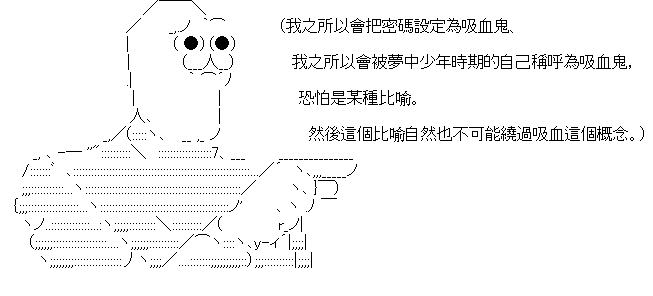 （我之所以會把密碼設定為吸血鬼、
我之所以會被夢中少年時期的自己稱呼為吸血鬼，
恐怕是某種比喻。
然後這個比喻自然也不可能繞過吸血這個概念。）